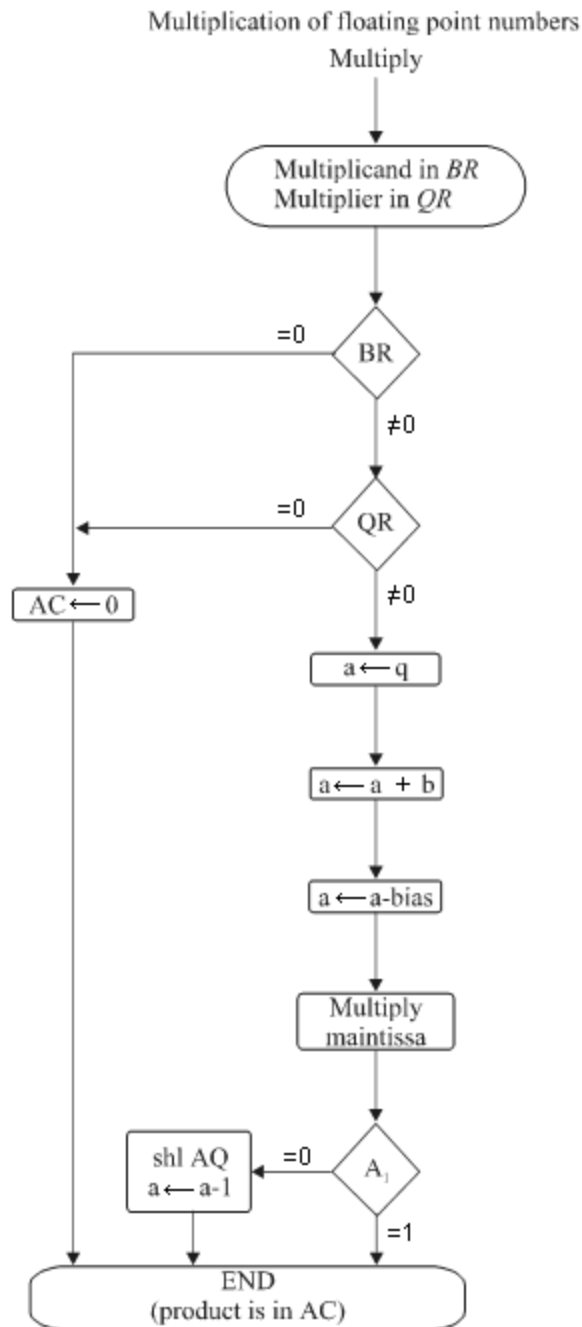 Multiplication of floating point numbers
Multiply
Multiplicand in BR
Multiplier in QR
=0
BR
≠0
=0
QR
≠0
AC ← 0
a ← q
a ← a + b
a ← a-bias
Multiply
maintissa
shl AQ
a ← a-1
=0
A₁
=1
END
(product is in AC)